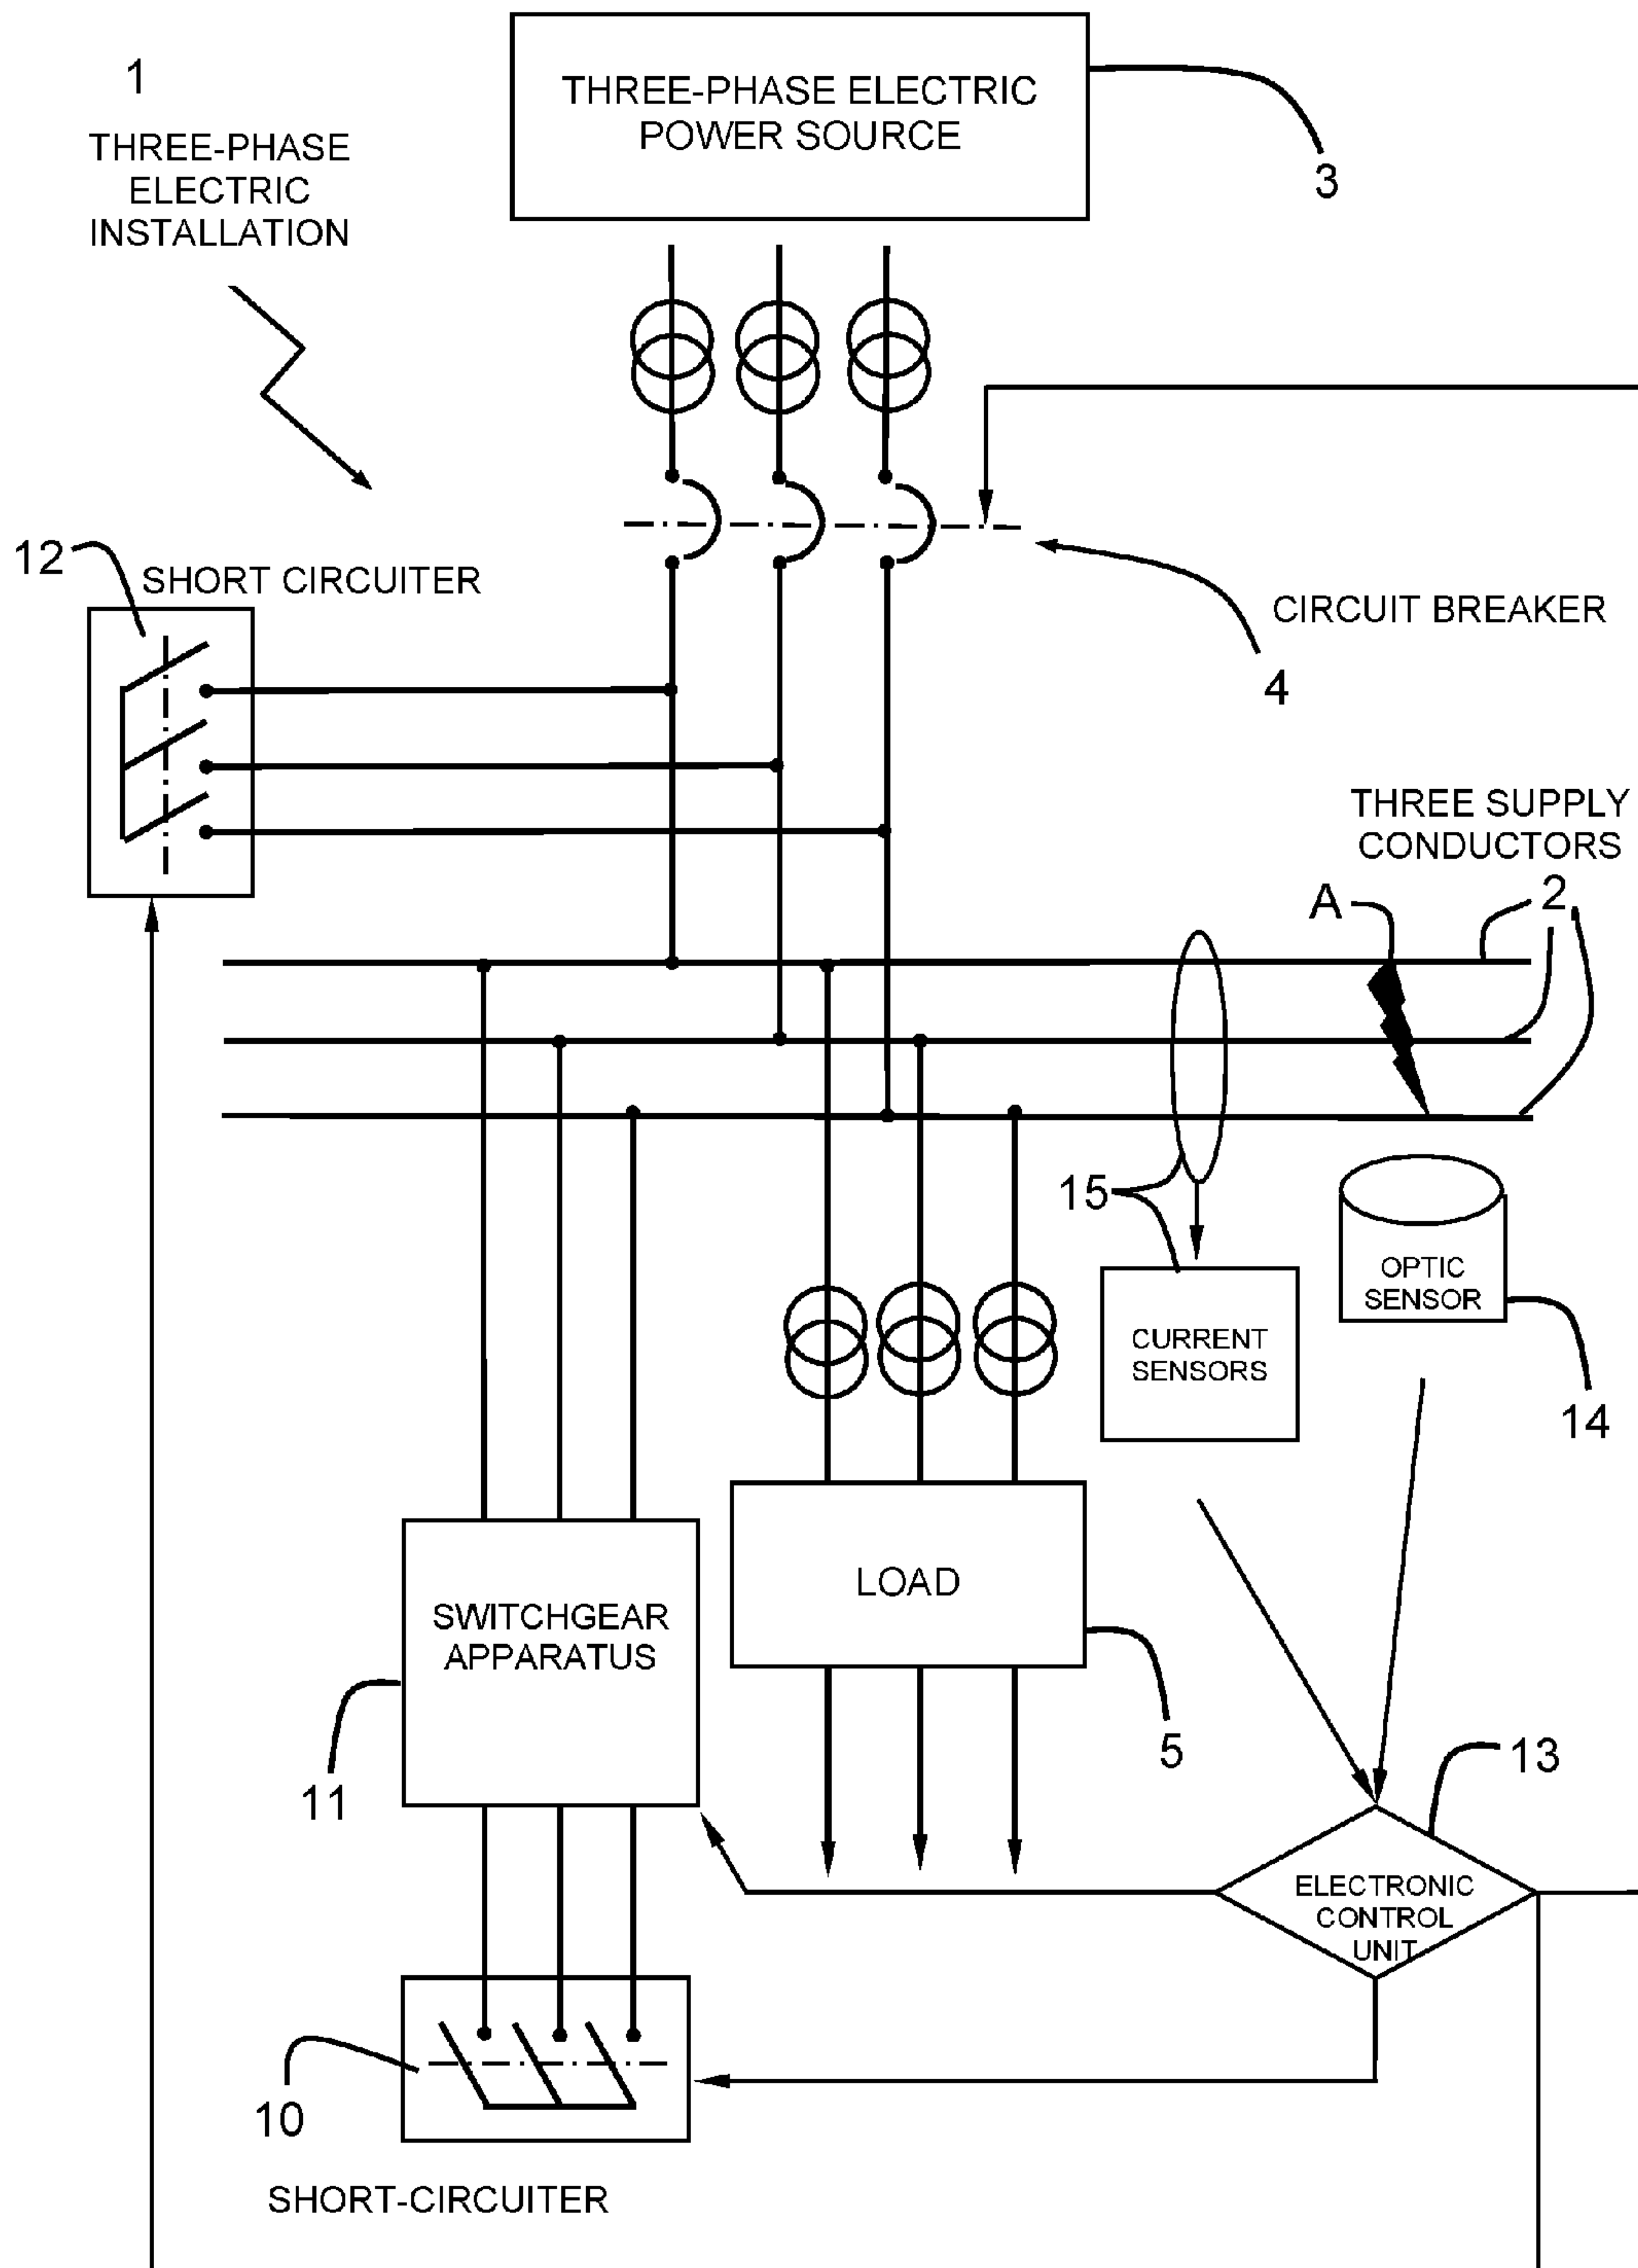 1
THREE-PHASE
ELECTRIC
INSTALLATION
THREE-PHASE ELECTRIC
POWER SOURCE
3
12
SHORT CIRCUITER
CIRCUIT BREAKER
4
THREE SUPPLY
CONDUCTORS
A
2
15
OPTIC
SENSOR
CURRENT
SENSORS
14
LOAD
SWITCHGEAR
APPARATUS
5
13
11
ELECTRONIC
CONTROL
UNIT
10
SHORT-CIRCUITER